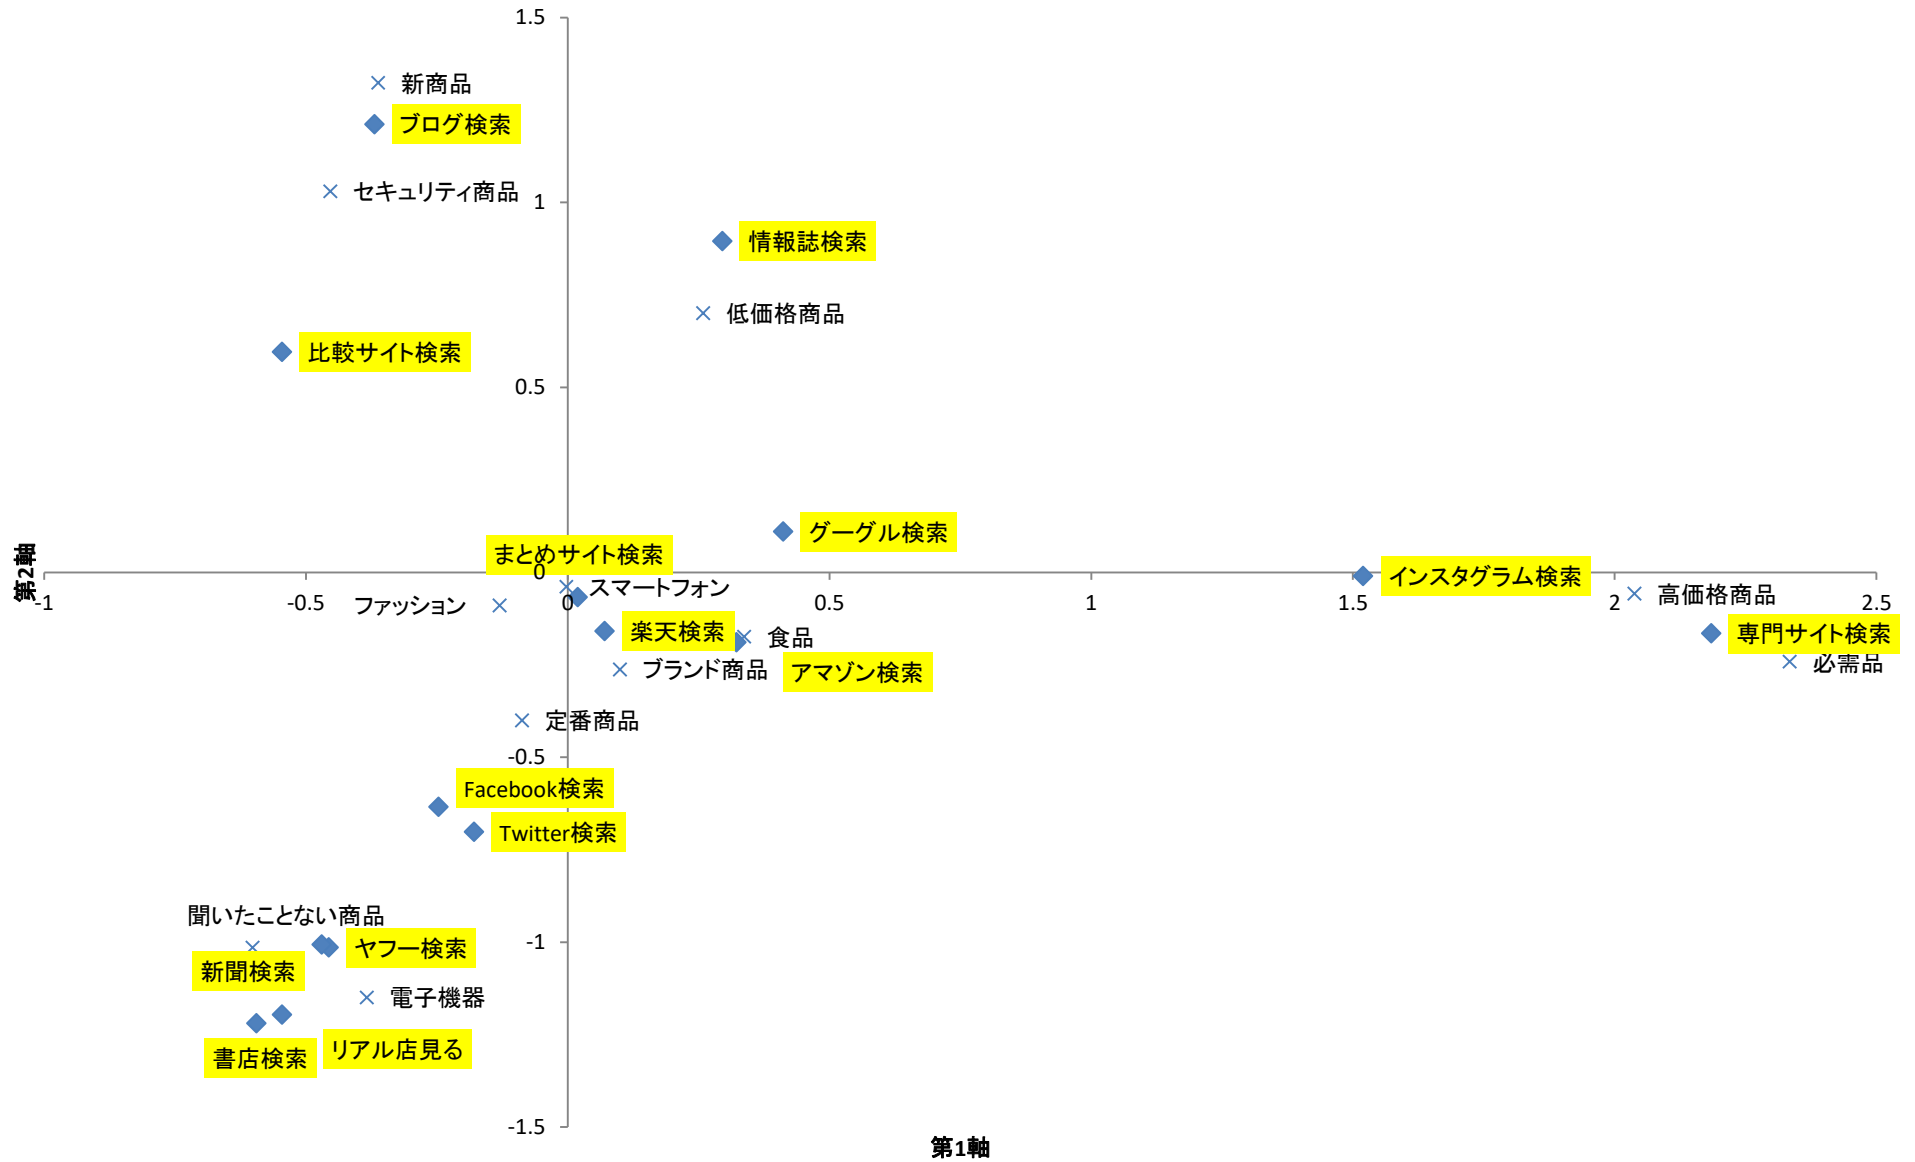 1.5
新商品
ブログ検索
セキュリティ商品
1
情報誌検索
低価格商品
比較サイト検索
0.5
グーグル検索
まとめサイト検索
0
スマートフォン
インスタグラム検索
第2軸
-1
-0.5
ファッション
0
0.5
1
1.5
2
高価格商品
2.5
楽天検索
食品
専門サイト検索
必需品
ブランド商品
アマゾン検索
定番商品
-0.5
Facebook検索
Twitter検索
聞いたことない商品
-1
ヤフー検索
新聞検索
電子機器
リアル店見る
書店検索
-1.5
第1軸